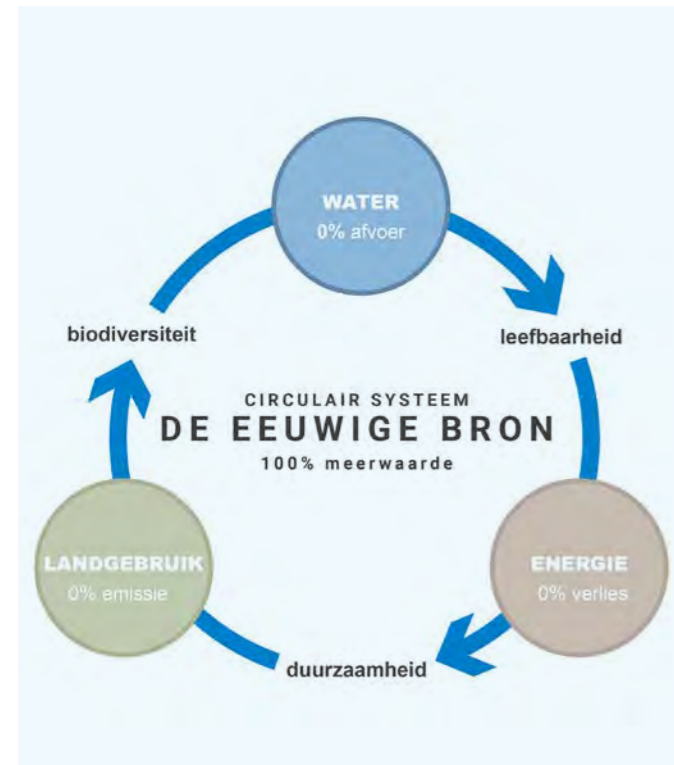 WATER
0% afvoer
biodiversiteit
leefbaarheid
CIRCULAIR SYSTEEM
DE EEUWIGE BRON
100% meerwaarde
LANDGEBRUIK
0% emissie
ENERGIE
0% verlies
duurzaamheid